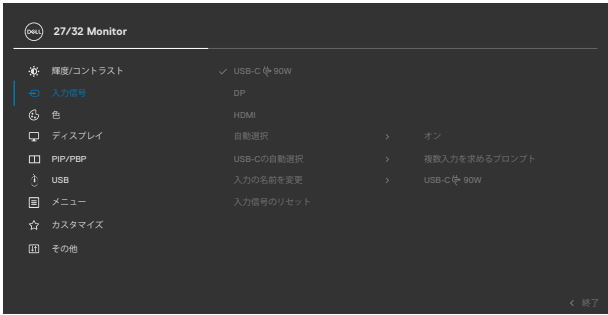 DELL
27/32 Monitor
輝度/コントラスト
入力信号
色
ディスプレイ
PIP/PBP
USB
メニュー
カスタマイズ
その他
USB-C 90W
DP
HDMI
自動選択 > オン
USB-Cの自動選択 > 複数入力を求めるプロンプト
入力の名前を変更 > USB-C 90W
入力信号のリセット
< 終了